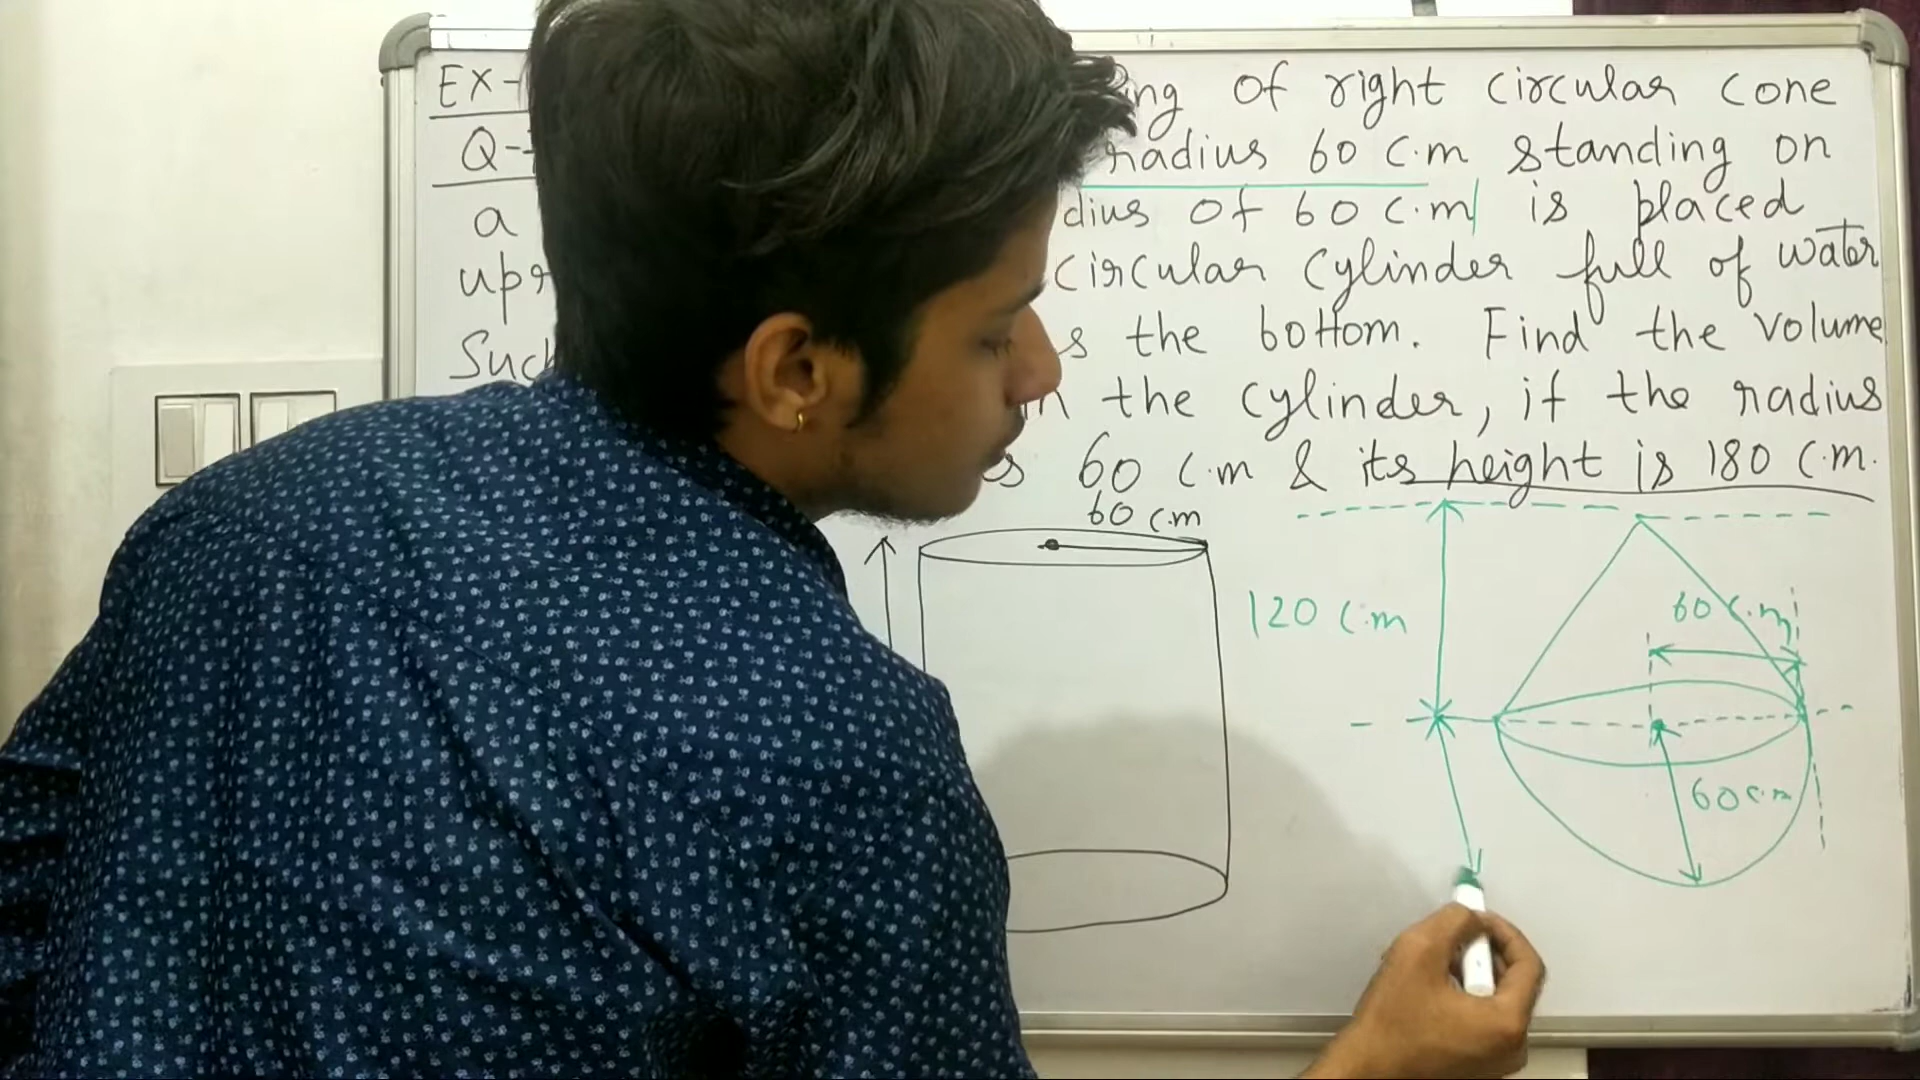 EX- ing of right circular cone
Q- radius 60 c.m standing on
a dius of 60 c.m is placed
upr circular cylinder full of water
Such s the bottom. Find the volume
n the cylinder, if the radius
s 60 c.m & its height is 180 c.m.
60 c.m
120 c.m
60 c.m
60 c.m